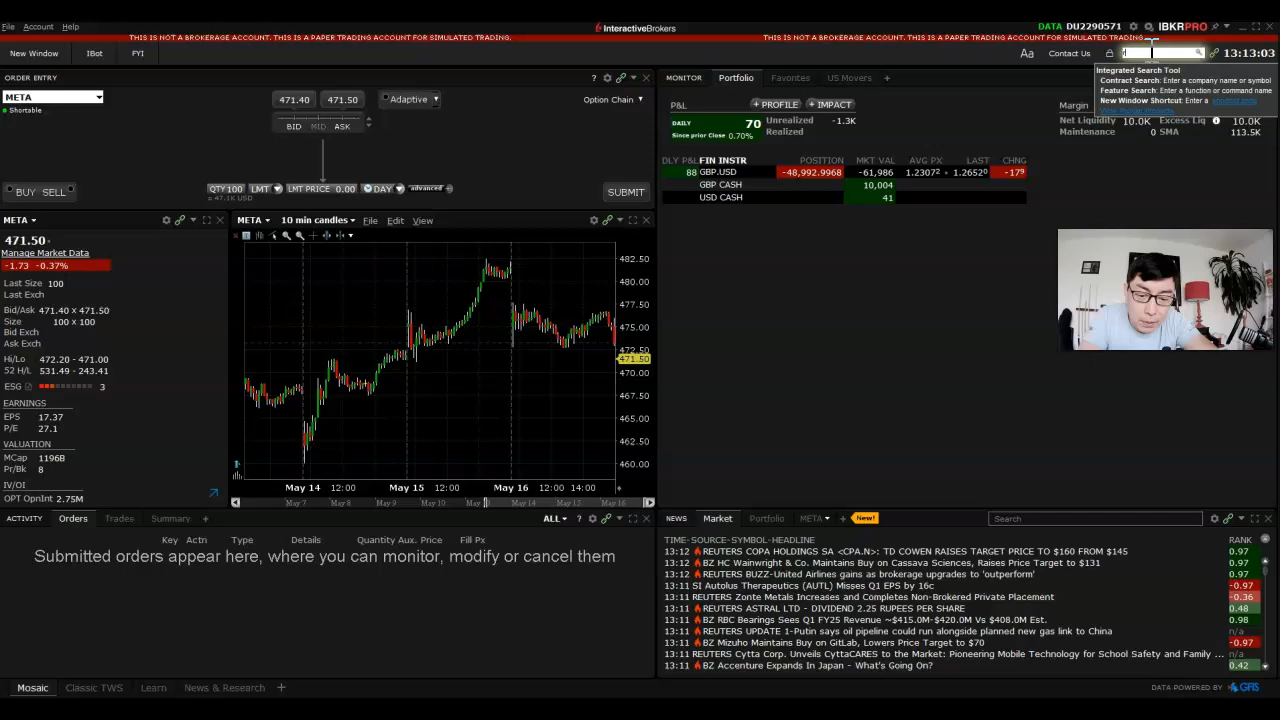 File Account Help
InteractiveBrokers
DATA DU2290571
IBKRPRO
THIS IS NOT A BROKERAGE ACCOUNT. THIS IS A PAPER TRADING ACCOUNT FOR SIMULATED TRADING.
THIS IS NOT A BROKERAGE ACCOUNT. THIS IS A PAPER TRADING ACCOUNT FOR SIMULATED TRADING.
New Window IBot FYI
Aa Contact Us
13:13:03
Integrated Search Tool
Contract Search: Enter a company name or symbol
Feature Search: Enter a function or command name
New Window Shortcut: Enter a
ORDER ENTRY
META
Shortable
471.40 471.50
Adaptive
Option Chain
BID MID ASK
BUY SELL
QTY 100 LMT LMT PRICE 0.00 DAY advanced
≈ 47.1K USD
SUBMIT
MONITOR Portfolio Favorites US Movers +
P&L
+ PROFILE + IMPACT
DAILY 70
Since prior Close 0.70%
Unrealized -1.3K
Realized
Margin
Net Liquidity 10.0K Excess Liq 10.0K
Maintenance 0 SMA 113.5K
DLY P&L FIN INSTR POSITION MKT VAL AVG PX LAST CHNG
88 GBP.USD -48,992.9968 -61,986 1.2307² • 1.2652⁰ -17⁹
GBP CASH 10,004
USD CASH 41
META
471.50
Manage Market Data
-1.73 -0.37%
Last Size 100
Last Exch
Bid/Ask 471.40 x 471.50
Size 100 x 100
Bid Exch
Ask Exch
Hi/Lo 472.20 - 471.00
52 H/L 531.49 - 243.41
ESG 3
EARNINGS
EPS 17.37
P/E 27.1
VALUATION
MCap 1196B
Pr/Bk 8
IV/OI
OPT OpnInt 2.75M
META 10 min candles File Edit View
482.50
480.00
477.50
475.00
472.50
471.50
470.00
467.50
465.00
462.50
460.00
May 14 12:00 May 15 12:00 May 16 12:00 14:00
May 7 May 8 May 9 May 10 May 13 May 14 May 15 May 16
ACTIVITY Orders Trades Summary +
ALL
Key Actn Type Details Quantity Aux. Price Fill Px
Submitted orders appear here, where you can monitor, modify or cancel them
NEWS Market Portfolio META + New!
Search
TIME-SOURCE-SYMBOL-HEADLINE RANK
13:12 REUTERS COPA HOLDINGS SA <CPA.N>: TD COWEN RAISES TARGET PRICE TO $160 FROM $145 0.97
13:12 BZ HC Wainwright & Co. Maintains Buy on Cassava Sciences, Raises Price Target to $131 0.97
13:12 REUTERS BUZZ-United Airlines gains as brokerage upgrades to 'outperform' 0.97
13:11 SI Autolus Therapeutics (AUTL) Misses Q1 EPS by 16c -0.97
13:11 REUTERS Zonte Metals Increases and Completes Non-Brokered Private Placement -0.36
13:11 REUTERS ASTRAL LTD - DIVIDEND 2.25 RUPEES PER SHARE 0.48
13:11 BZ RBC Bearings Sees Q1 FY25 Revenue ~$415.0M-$420.0M Vs $408.0M Est. 0.98
13:11 REUTERS UPDATE 1-Putin says oil pipeline could run alongside planned new gas link to China n/a
13:11 BZ Mizuho Maintains Buy on GitLab, Lowers Price Target to $70 -0.97
13:11 REUTERS Cytta Corp. Unveils CyttaCARES to the Market: Pioneering Mobile Technology for School Safety and Family ... n/a
13:11 BZ Accenture Expands In Japan - What's Going On? 0.42
Mosaic Classic TWS Learn News & Research +
DATA POWERED BY GFIS